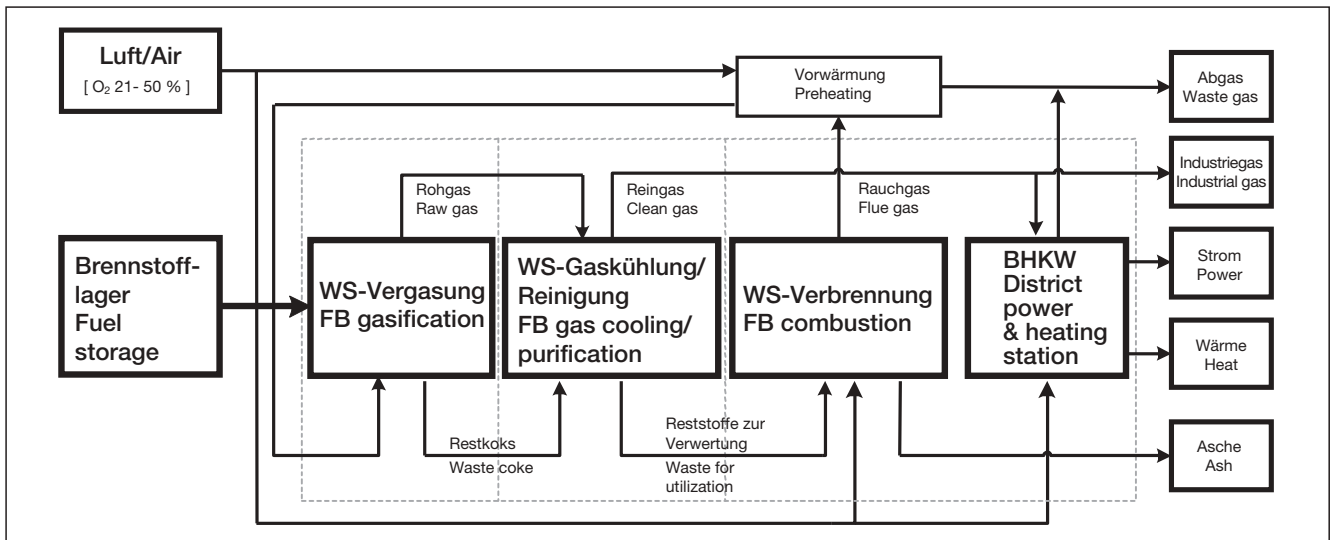 Luft/Air
[ O₂ 21- 50 % ]
Vorwärmung
Preheating
Abgas
Waste gas
Industriegas
Industrial gas
Rohgas
Raw gas
Reingas
Clean gas
Rauchgas
Flue gas
Brennstoff-
lager
Fuel
storage
WS-Vergasung
FB gasification
WS-Gaskühlung/
Reinigung
FB gas cooling/
purification
WS-Verbrennung
FB combustion
BHKW
District
power
& heating
station
Strom
Power
Wärme
Heat
Restkoks
Waste coke
Reststoffe zur
Verwertung
Waste for
utilization
Asche
Ash